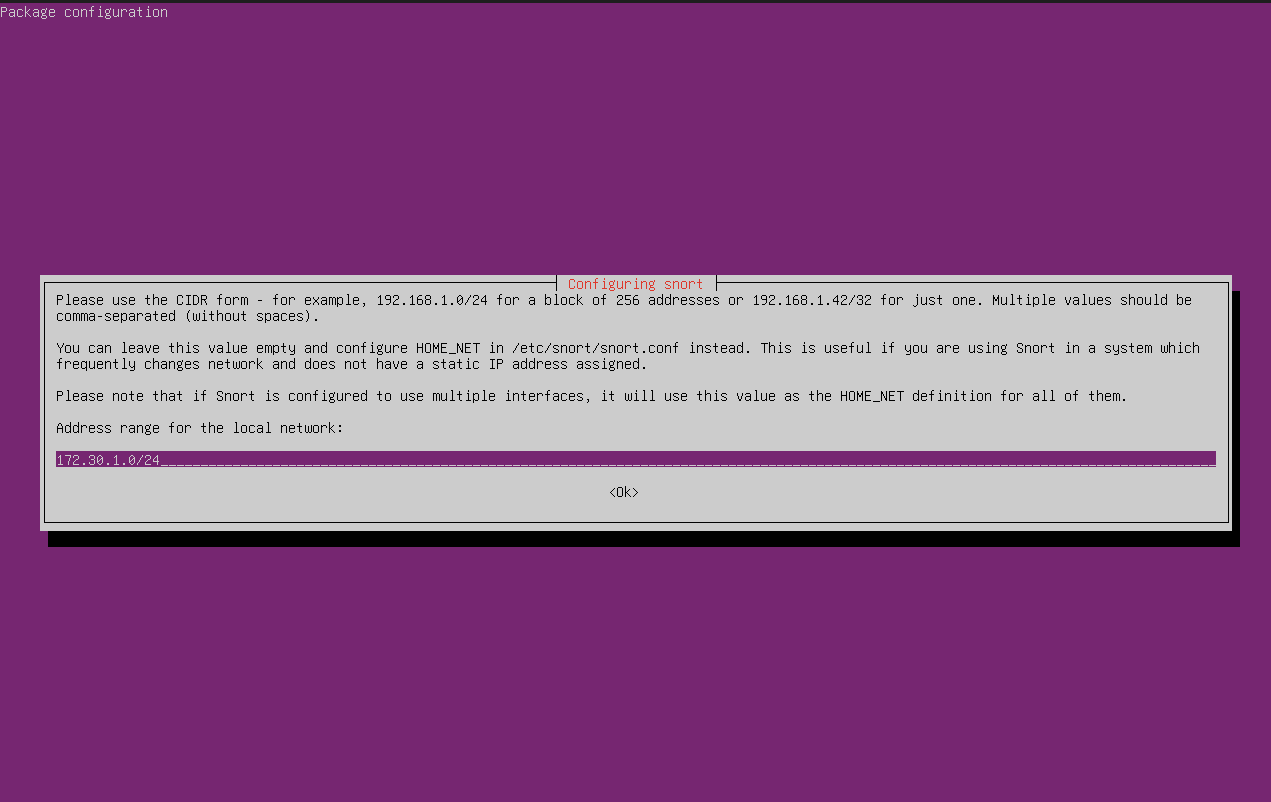 Package configuration
Configuring snort
Please use the CIDR form - for example, 192.168.1.0/24 for a block of 256 addresses or 192.168.1.42/32 for just one. Multiple values should be
comma-separated (without spaces).
You can leave this value empty and configure HOME_NET in /etc/snort/snort.conf instead. This is useful if you are using Snort in a system which
frequently changes network and does not have a static IP address assigned.
Please note that if Snort is configured to use multiple interfaces, it will use this value as the HOME_NET definition for all of them.
Address range for the local network:
172.30.1.0/24
<Ok>